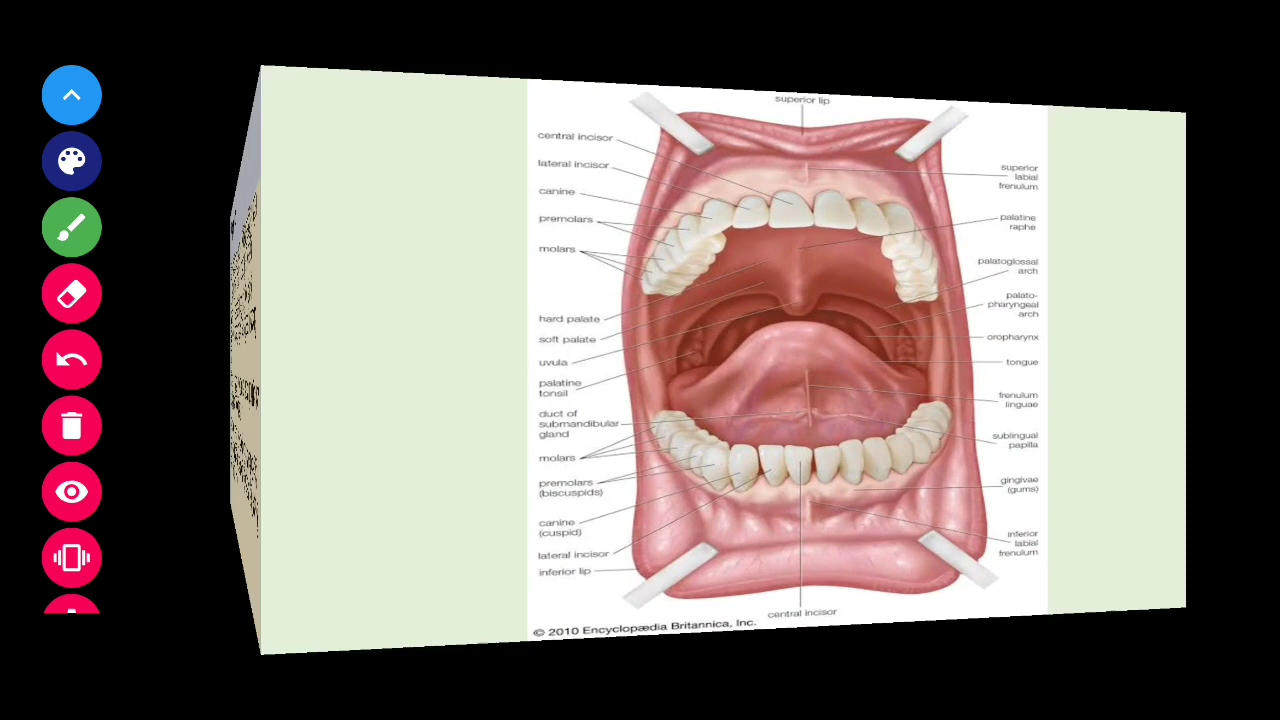 superior lip
central incisor
lateral incisor
canine
premolars
molars
hard palate
soft palate
uvula
palatine
tonsil
duct of
submandibular
gland
molars
premolars
(biscuspids)
canine
(cuspid)
lateral incisor
inferior lip
superior
labial
frenulum
palatine
raphe
palatoglossal
arch
palato-
pharyngeal
arch
oropharynx
tongue
frenulum
linguae
sublingual
papilla
gingivae
(gums)
inferior
labial
frenulum
central incisor
© 2010 Encyclopædia Britannica, Inc.